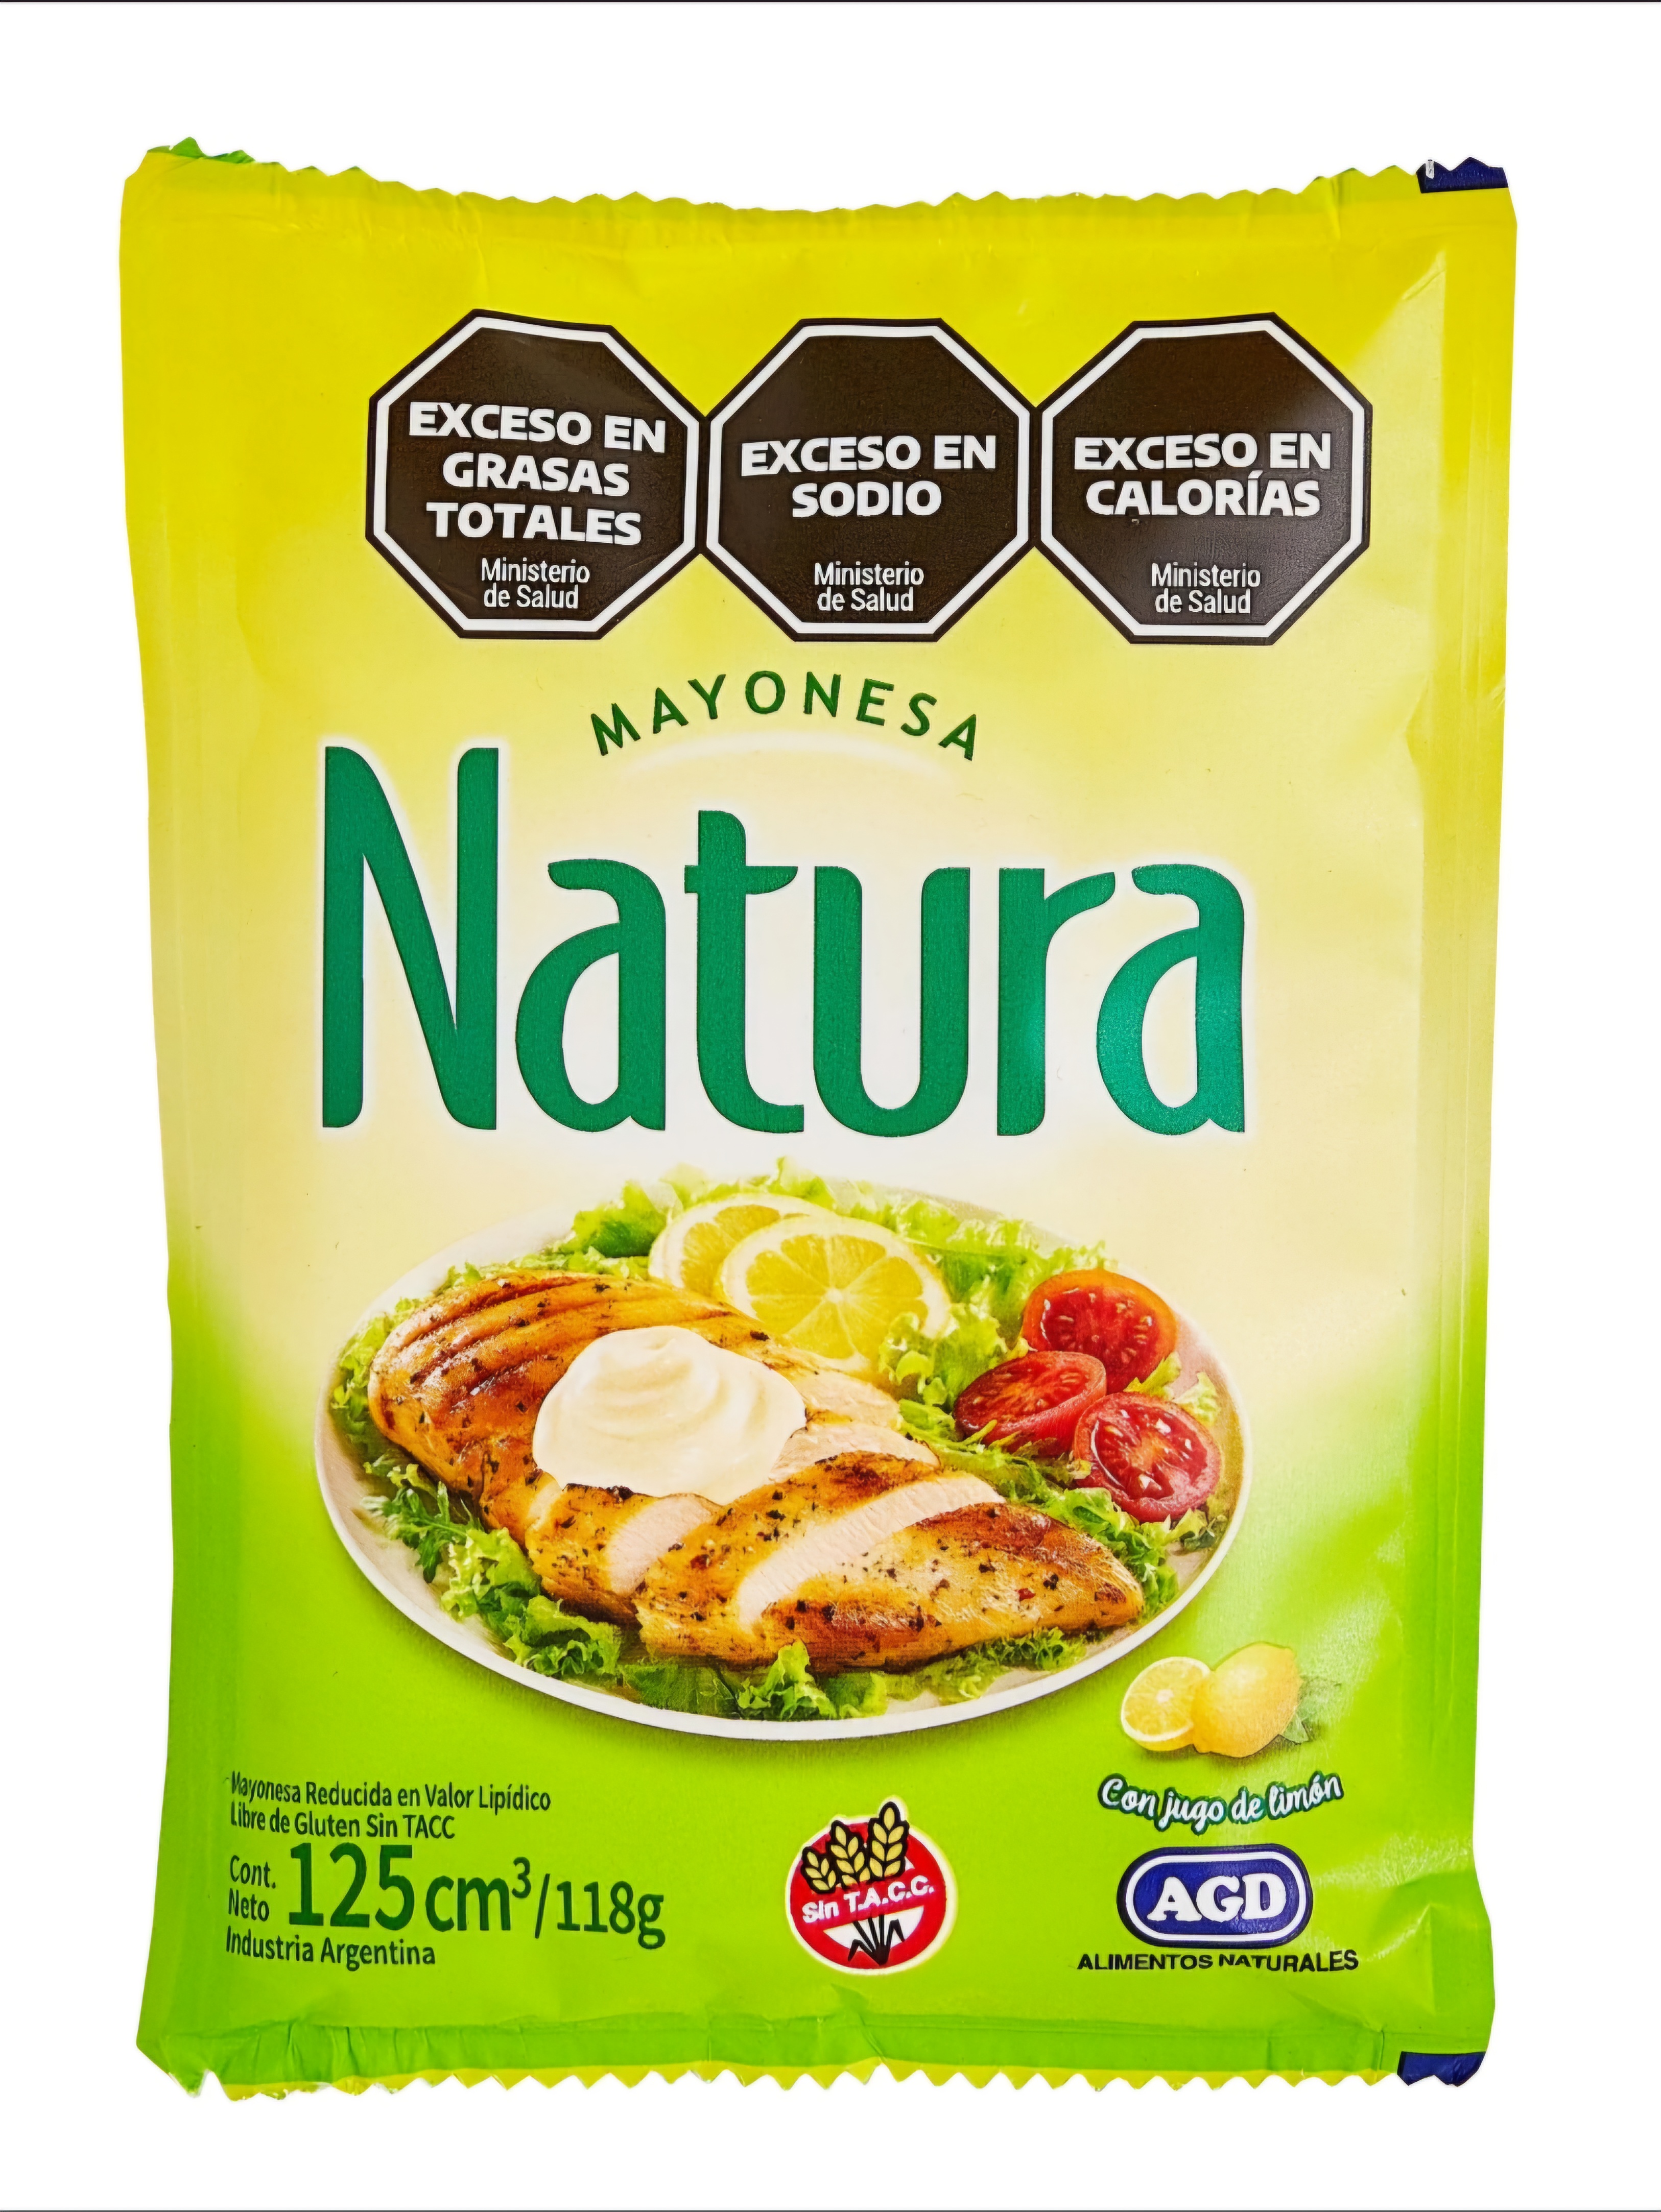 EXCESO EN
GRASAS
TOTALES
Ministerio
de Salud
EXCESO EN
SODIO
Ministerio
de Salud
EXCESO EN
CALORÍAS
Ministerio
de Salud
MAYONESA
Natura
Con jugo de limón
Mayonesa Reducida en Valor Lipídico
Libre de Gluten Sin TACC
Cont.
Neto 125 cm³/118g
Industria Argentina
Sin T.A.C.C.
AGD
ALIMENTOS NATURALES